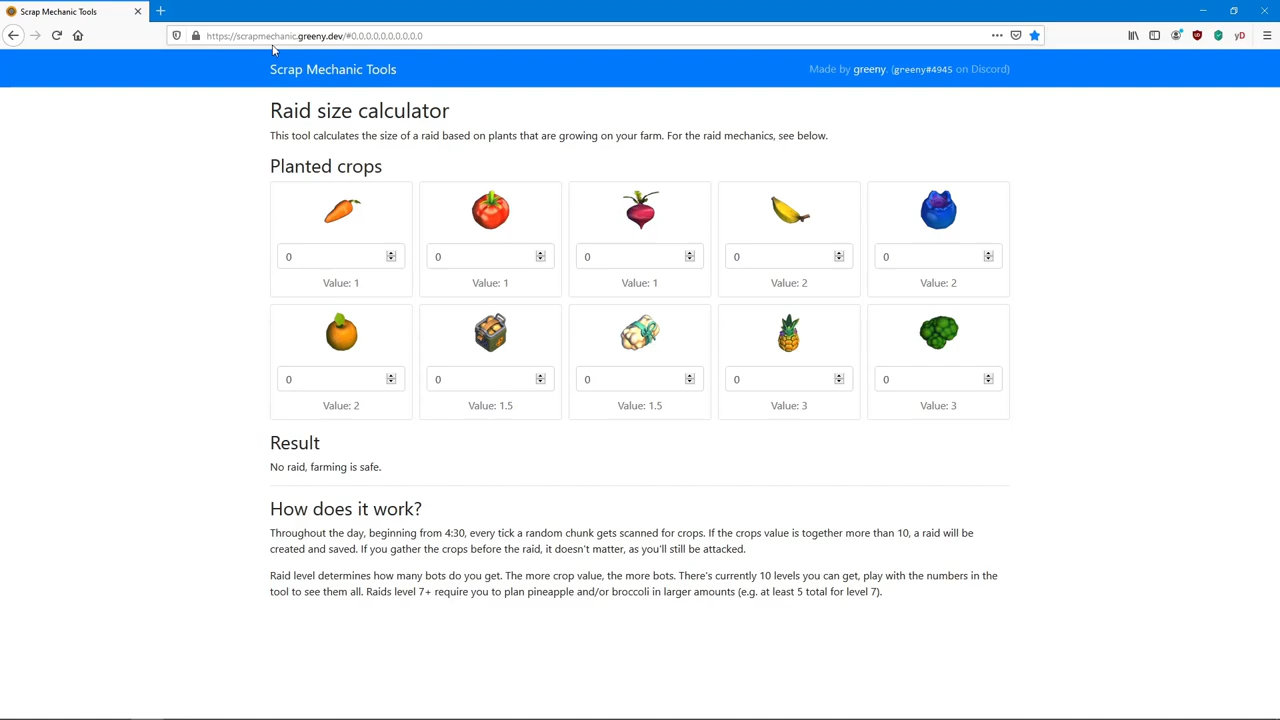 Scrap Mechanic Tools
https://scrapmechanic.greeny.dev/#0,0,0,0,0,0,0,0,0,0
Scrap Mechanic Tools
Made by greeny. (greeny#4945 on Discord)
Raid size calculator
This tool calculates the size of a raid based on plants that are growing on your farm. For the raid mechanics, see below.
Planted crops
0 0 0 0 0
Value: 1 Value: 1 Value: 1 Value: 2 Value: 2
0 0 0 0 0
Value: 2 Value: 1.5 Value: 1.5 Value: 3 Value: 3
Result
No raid, farming is safe.
How does it work?
Throughout the day, beginning from 4:30, every tick a random chunk gets scanned for crops. If the crops value is together more than 10, a raid will be
created and saved. If you gather the crops before the raid, it doesn't matter, as you'll still be attacked.
Raid level determines how many bots do you get. The more crop value, the more bots. There's currently 10 levels you can get, play with the numbers in the
tool to see them all. Raids level 7+ require you to plan pineapple and/or broccoli in larger amounts (e.g. at least 5 total for level 7).